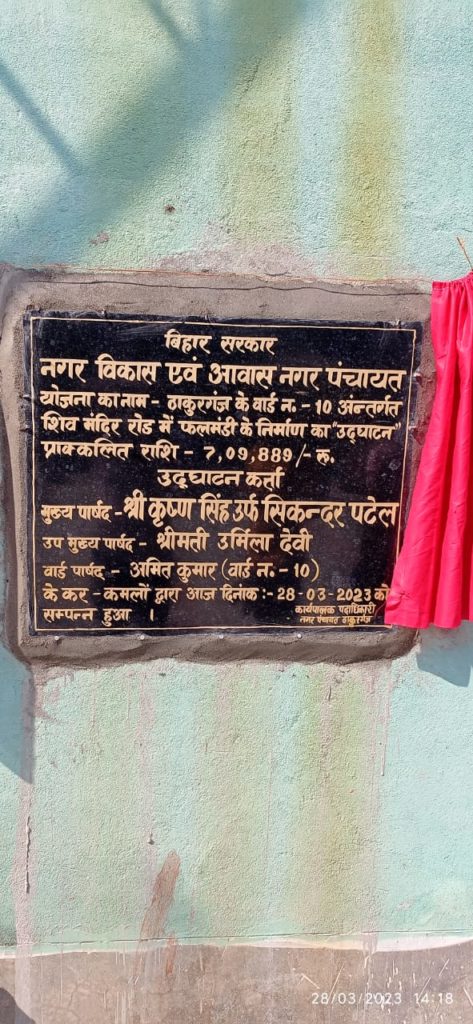 बिहार सरकार
नगर विकास एवं आवास नगर पंचायत
योजना का नाम - ठाकुरगंज के वार्ड न. - 10 अंन्तर्गत
शिव मंदिर रोड में फलमंडी के निर्माण का "उद्घाटन"
प्राक्कलित राशि - 7,09,889/- रू.
उद्घाटन कर्ता
मुख्य पार्षद - श्री कृष्ण सिंह उर्फ सिकन्दर पटेल
उप मुख्य पार्षद - श्रीमती उर्मिला देवी
वार्ड पार्षद - अमित कुमार (वार्ड न. - 10)
के कर - कमलों द्वारा आज दिनांक :- 28-03-2023 को
सम्पन्न हुआ ।
कार्यपालक पदाधिकारी
नगर पंचायत ठाकुरगंज
28/03/2023 14:18